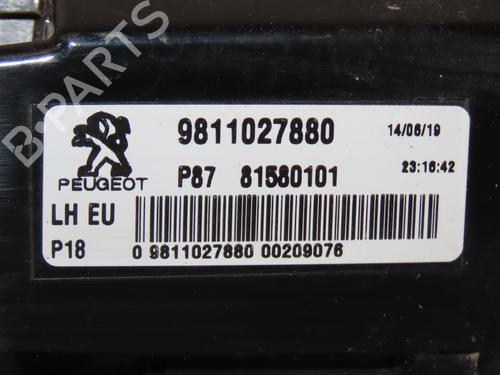 B-PARTS
PEUGEOT
9811027880
14/06/19
P87 81580101
23:16:42
LH EU
P18
0 9811027880 00209076